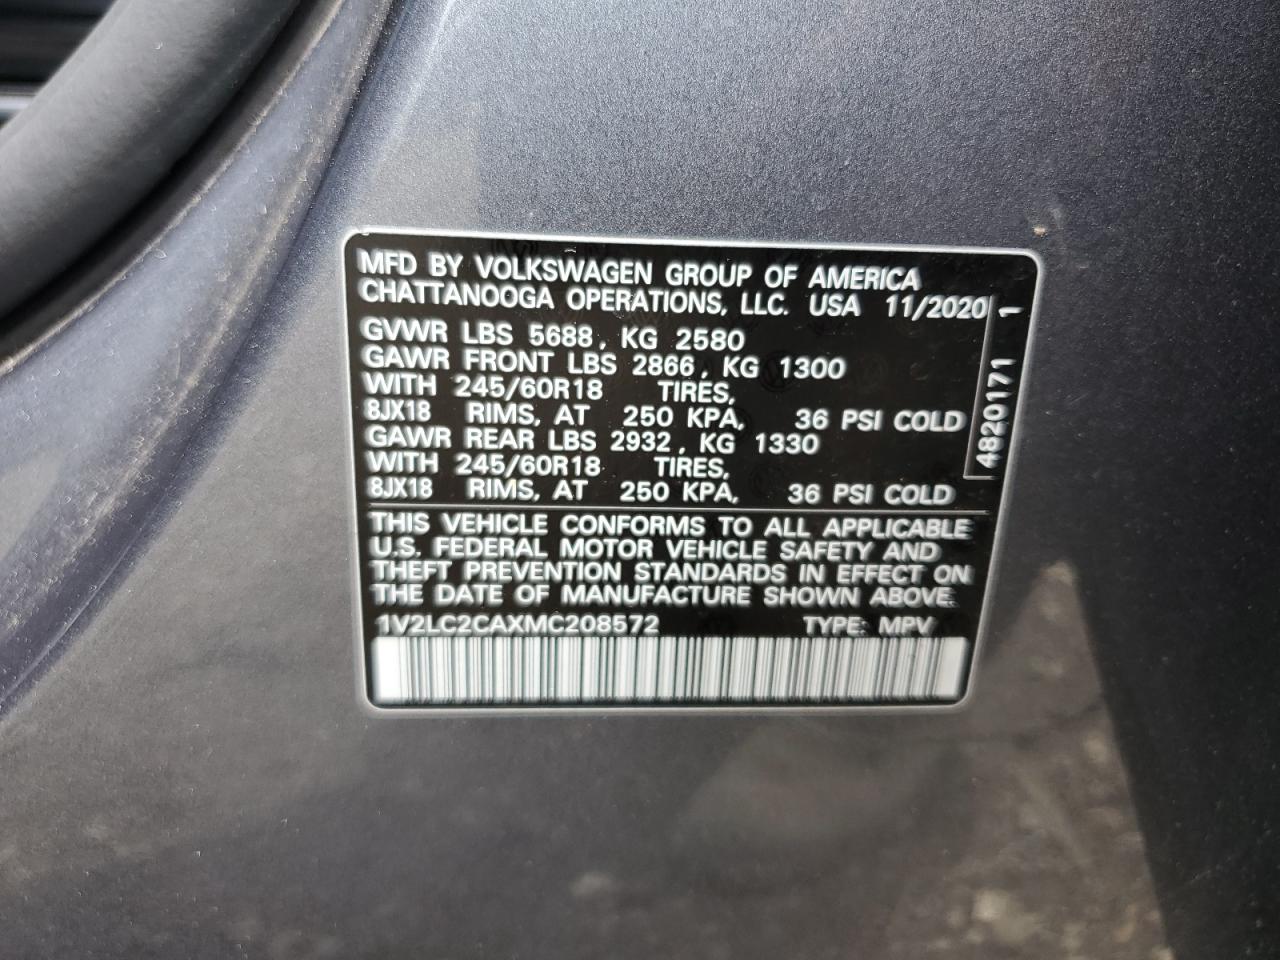 MFD BY VOLKSWAGEN GROUP OF AMERICA
CHATTANOOGA OPERATIONS, LLC. USA 11/2020
GVWR LBS 5688, KG 2580
GAWR FRONT LBS 2866, KG 1300
WITH 245/60R18 TIRES,
8JX18 RIMS, AT 250 KPA, 36 PSI COLD
GAWR REAR LBS 2932, KG 1330
WITH 245/60R18 TIRES,
8JX18 RIMS, AT 250 KPA, 36 PSI COLD
4820171 1
THIS VEHICLE CONFORMS TO ALL APPLICABLE
U.S. FEDERAL MOTOR VEHICLE SAFETY AND
THEFT PREVENTION STANDARDS IN EFFECT ON
THE DATE OF MANUFACTURE SHOWN ABOVE.
1V2LC2CAXMC208572 TYPE: MPV